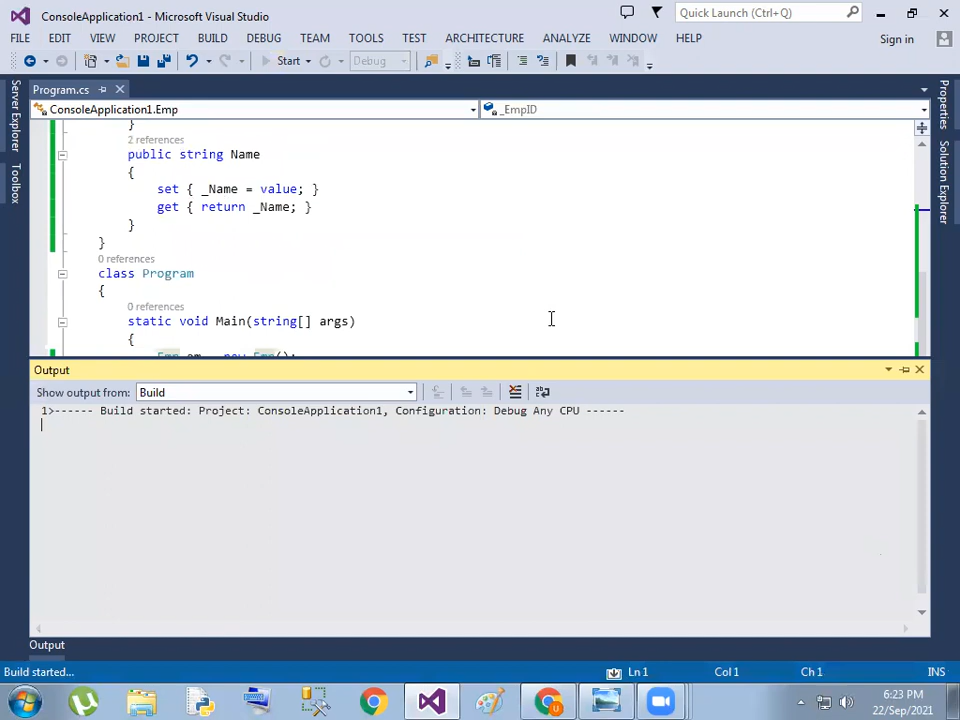 ConsoleApplication1 - Microsoft Visual Studio
Quick Launch (Ctrl+Q)
FILE EDIT VIEW PROJECT BUILD DEBUG TEAM TOOLS TEST ARCHITECTURE ANALYZE WINDOW HELP
Sign in
Start
Debug
Program.cs
ConsoleApplication1.Emp
_EmpID
Server Explorer
Toolbox
Properties
Solution Explorer
}
2 references
public string Name
{
set { _Name = value; }
get { return _Name; }
}
}
0 references
class Program
{
0 references
static void Main(string[] args)
{
Output
Show output from: Build
1>------ Build started: Project: ConsoleApplication1, Configuration: Debug Any CPU ------
Output
Build started...
Ln 1
Col 1
Ch 1
INS
6:23 PM
22/Sep/2021